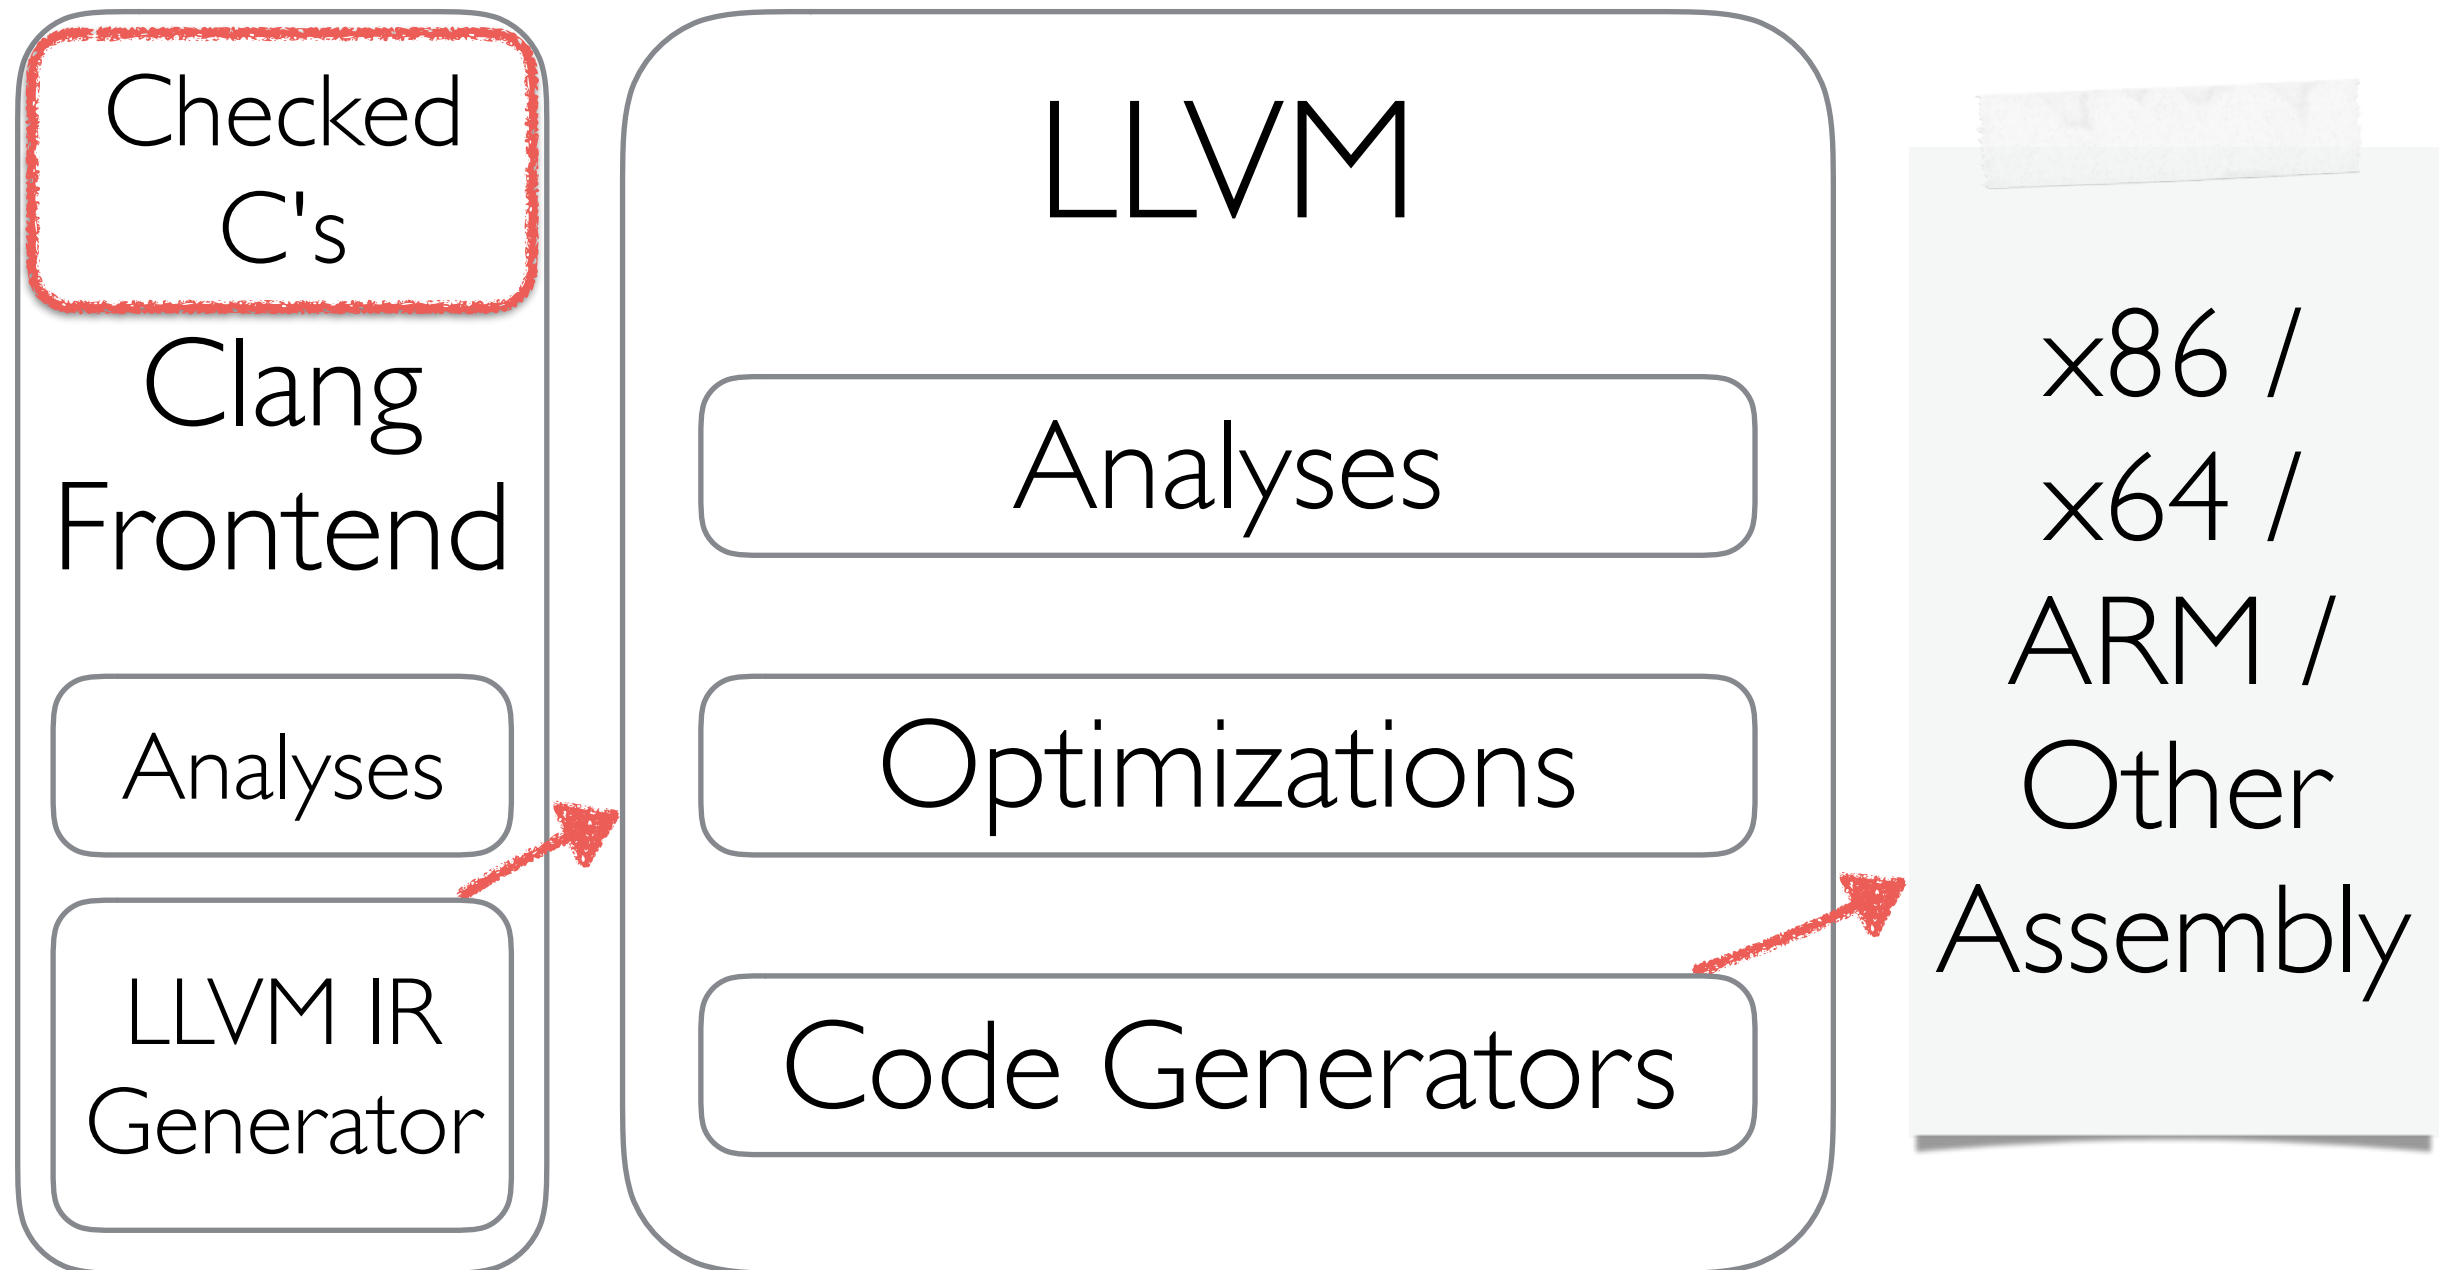 Checked
C's
Clang
Frontend
Analyses
LLVM IR
Generator
LLVM
Analyses
Optimizations
Code Generators
x86 /
x64 /
ARM /
Other
Assembly